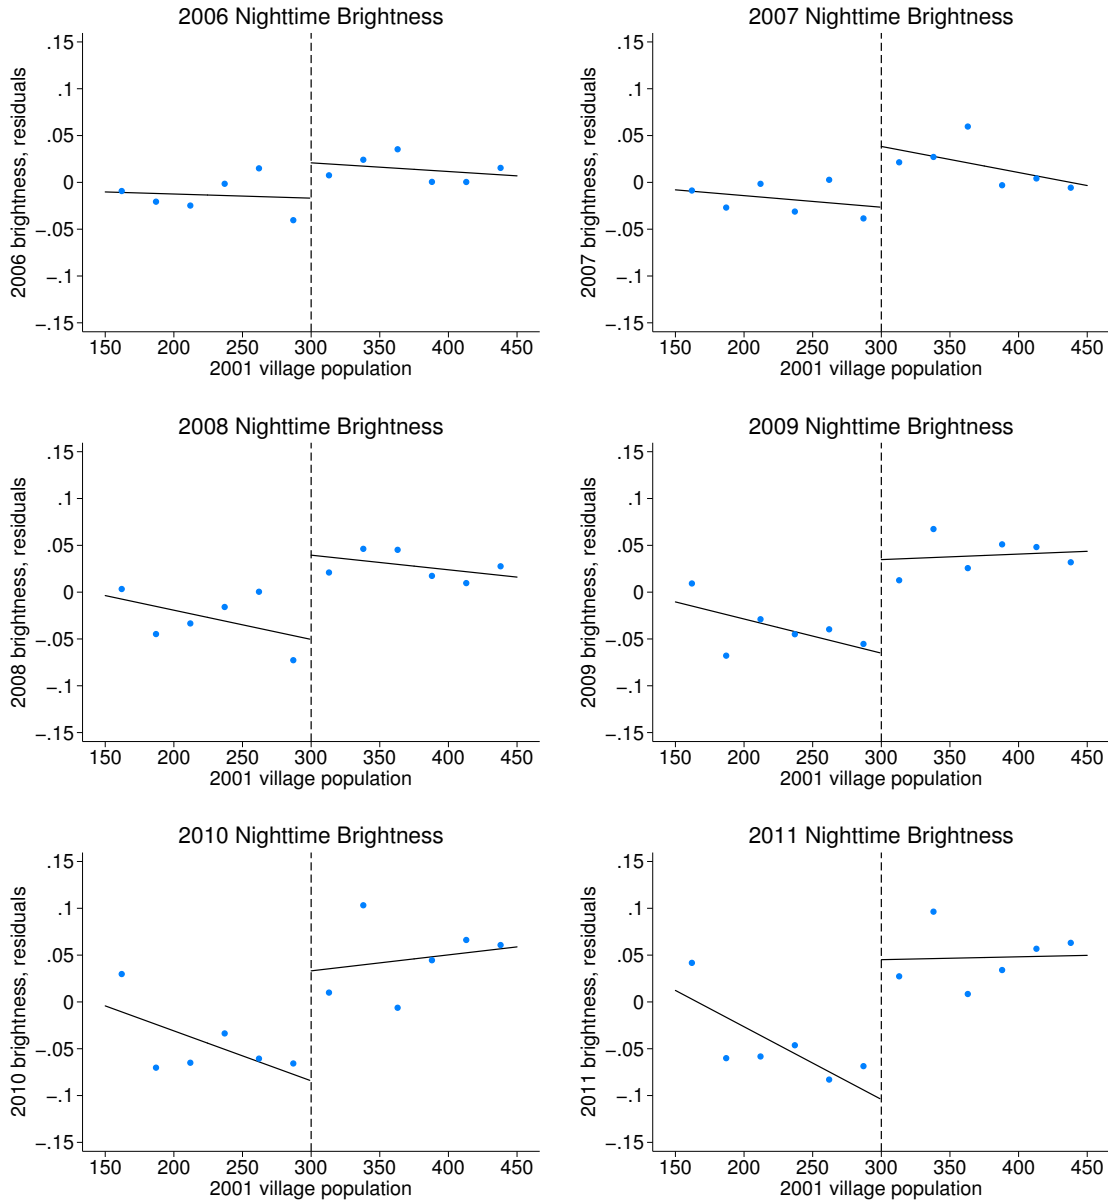 2006 Nighttime Brightness
2006 brightness, residuals
.15
.1
.05
0
−.05
−.1
−.15
150 200 250 300 350 400 450
2001 village population
2007 Nighttime Brightness
2007 brightness, residuals
.15
.1
.05
0
−.05
−.1
−.15
150 200 250 300 350 400 450
2001 village population
2008 Nighttime Brightness
2008 brightness, residuals
.15
.1
.05
0
−.05
−.1
−.15
150 200 250 300 350 400 450
2001 village population
2009 Nighttime Brightness
2009 brightness, residuals
.15
.1
.05
0
−.05
−.1
−.15
150 200 250 300 350 400 450
2001 village population
2010 Nighttime Brightness
2010 brightness, residuals
.15
.1
.05
0
−.05
−.1
−.15
150 200 250 300 350 400 450
2001 village population
2011 Nighttime Brightness
2011 brightness, residuals
.15
.1
.05
0
−.05
−.1
−.15
150 200 250 300 350 400 450
2001 village population